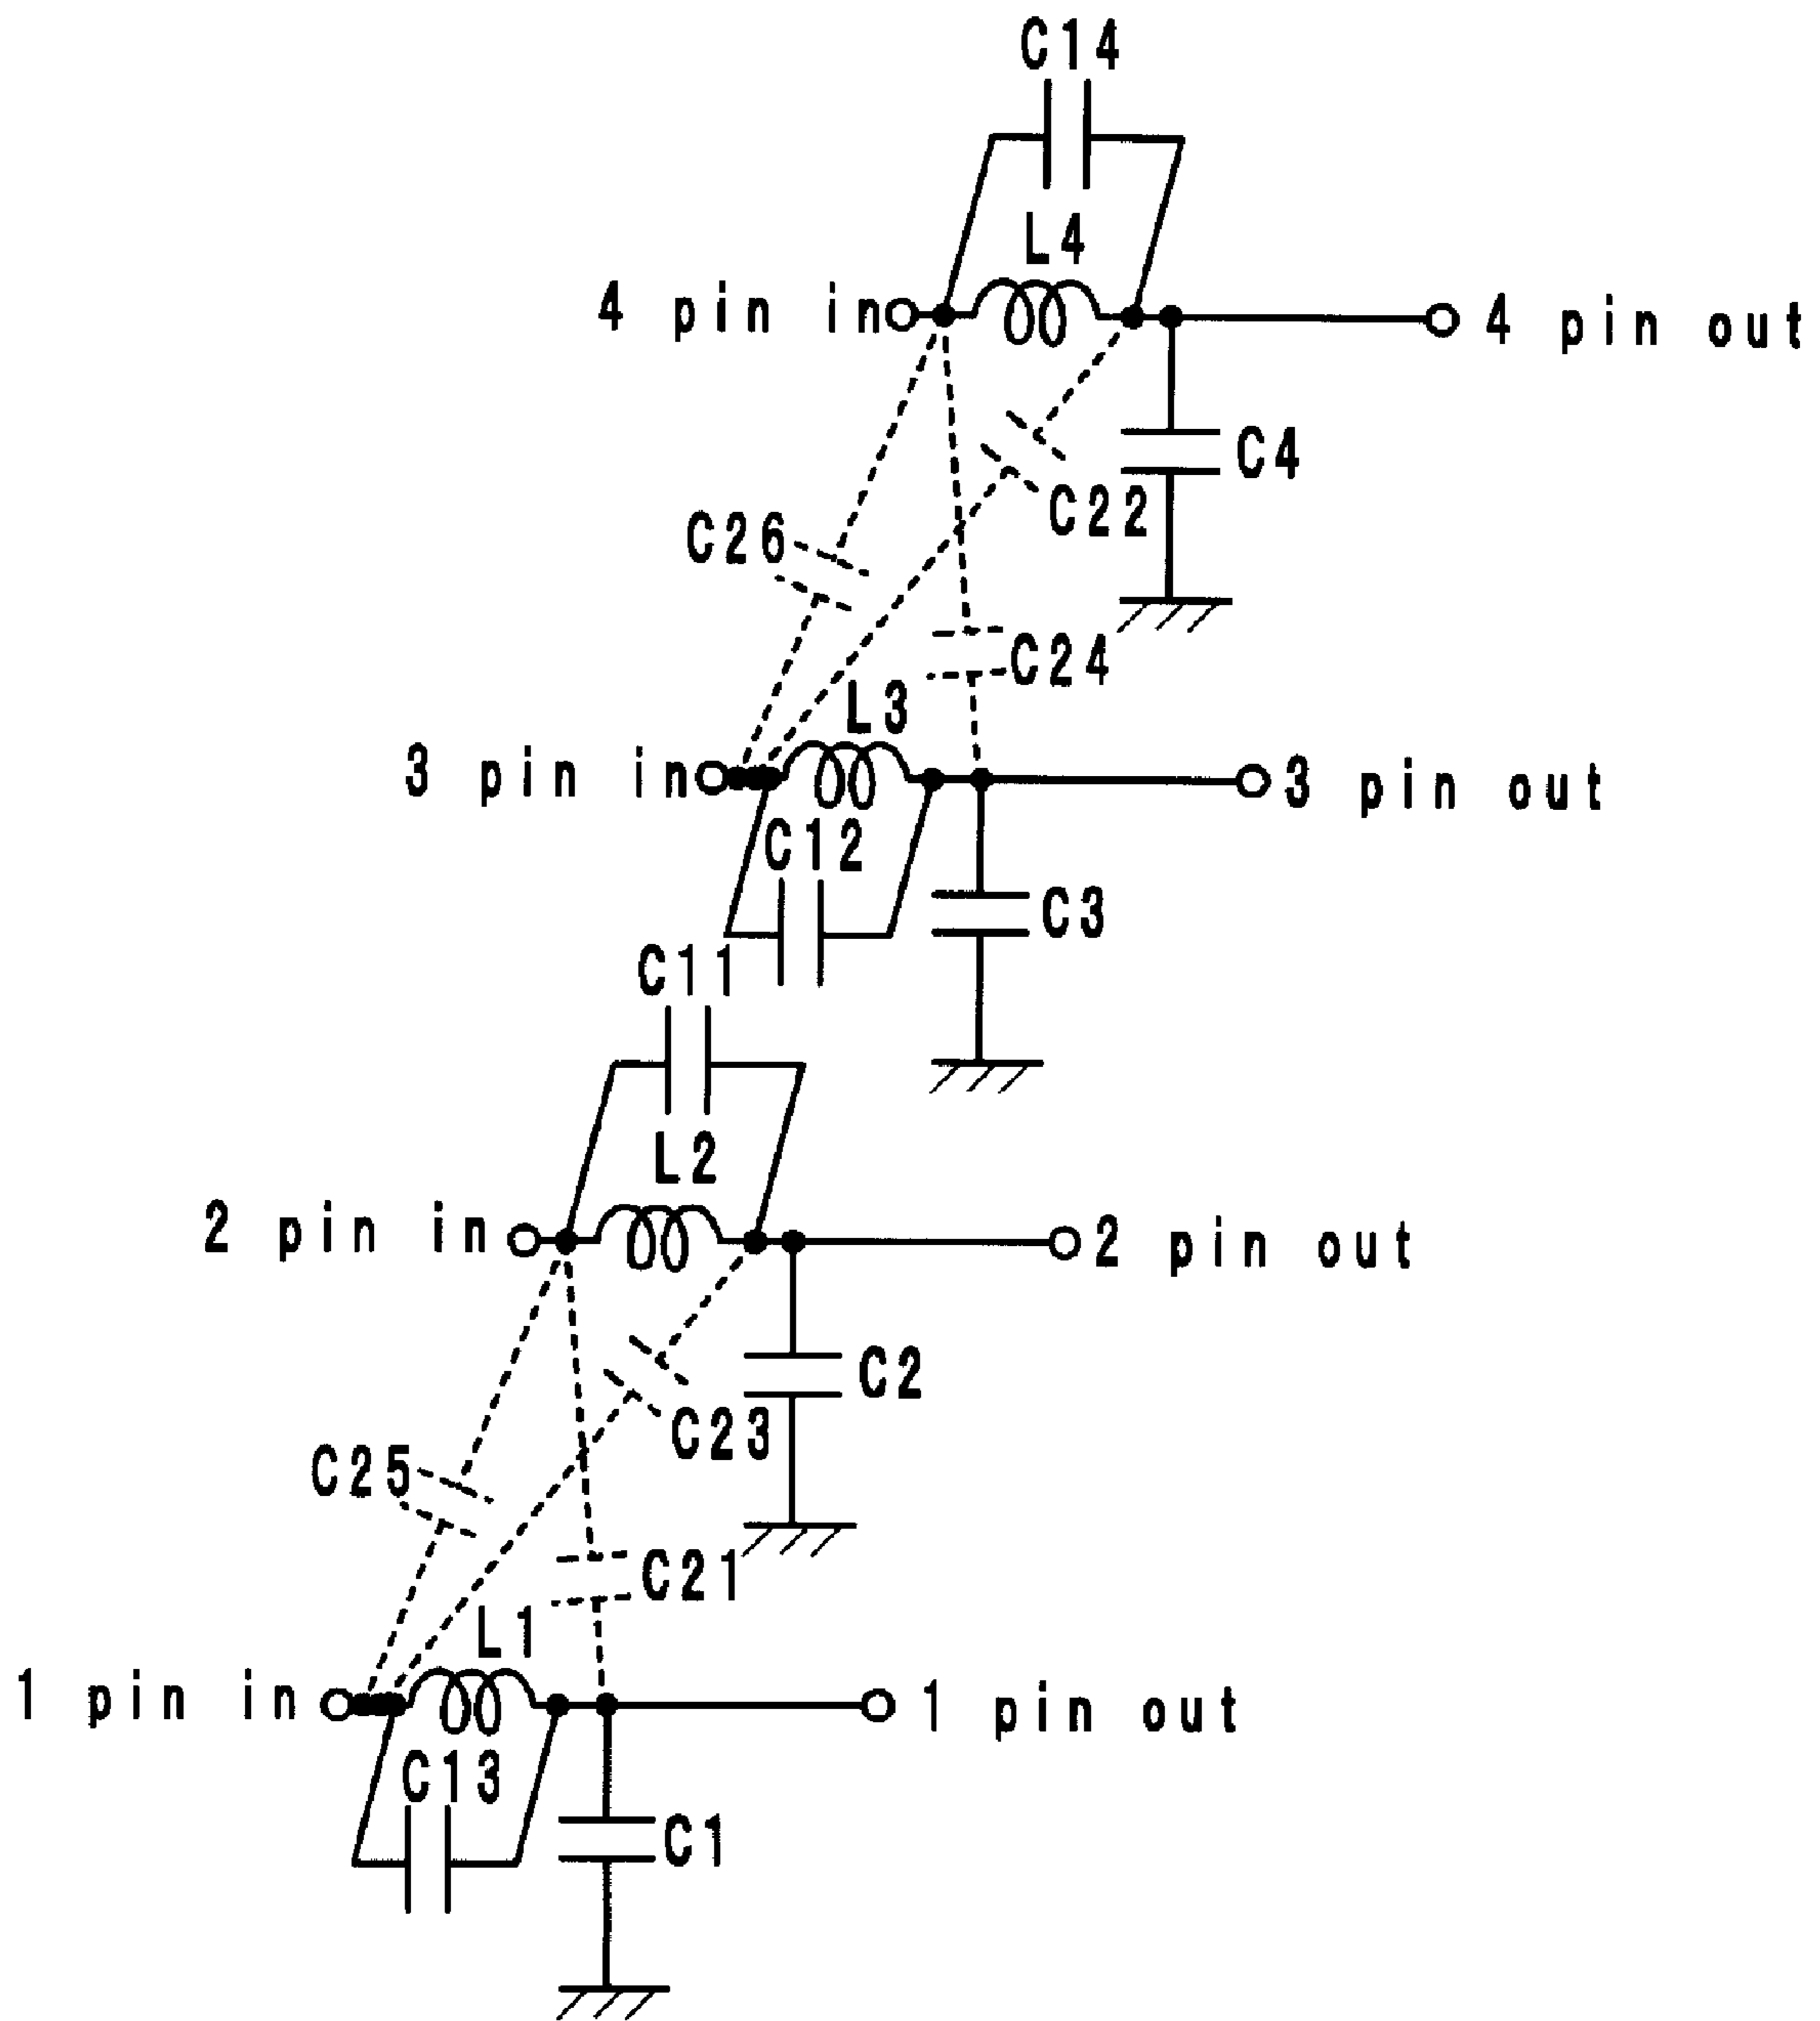 C14
L4
4 pin in
4 pin out
C4
C22
C26
C24
L3
3 pin in
3 pin out
C12
C3
C11
L2
2 pin in
2 pin out
C2
C23
C25
C21
L1
1 pin in
1 pin out
C13
C1